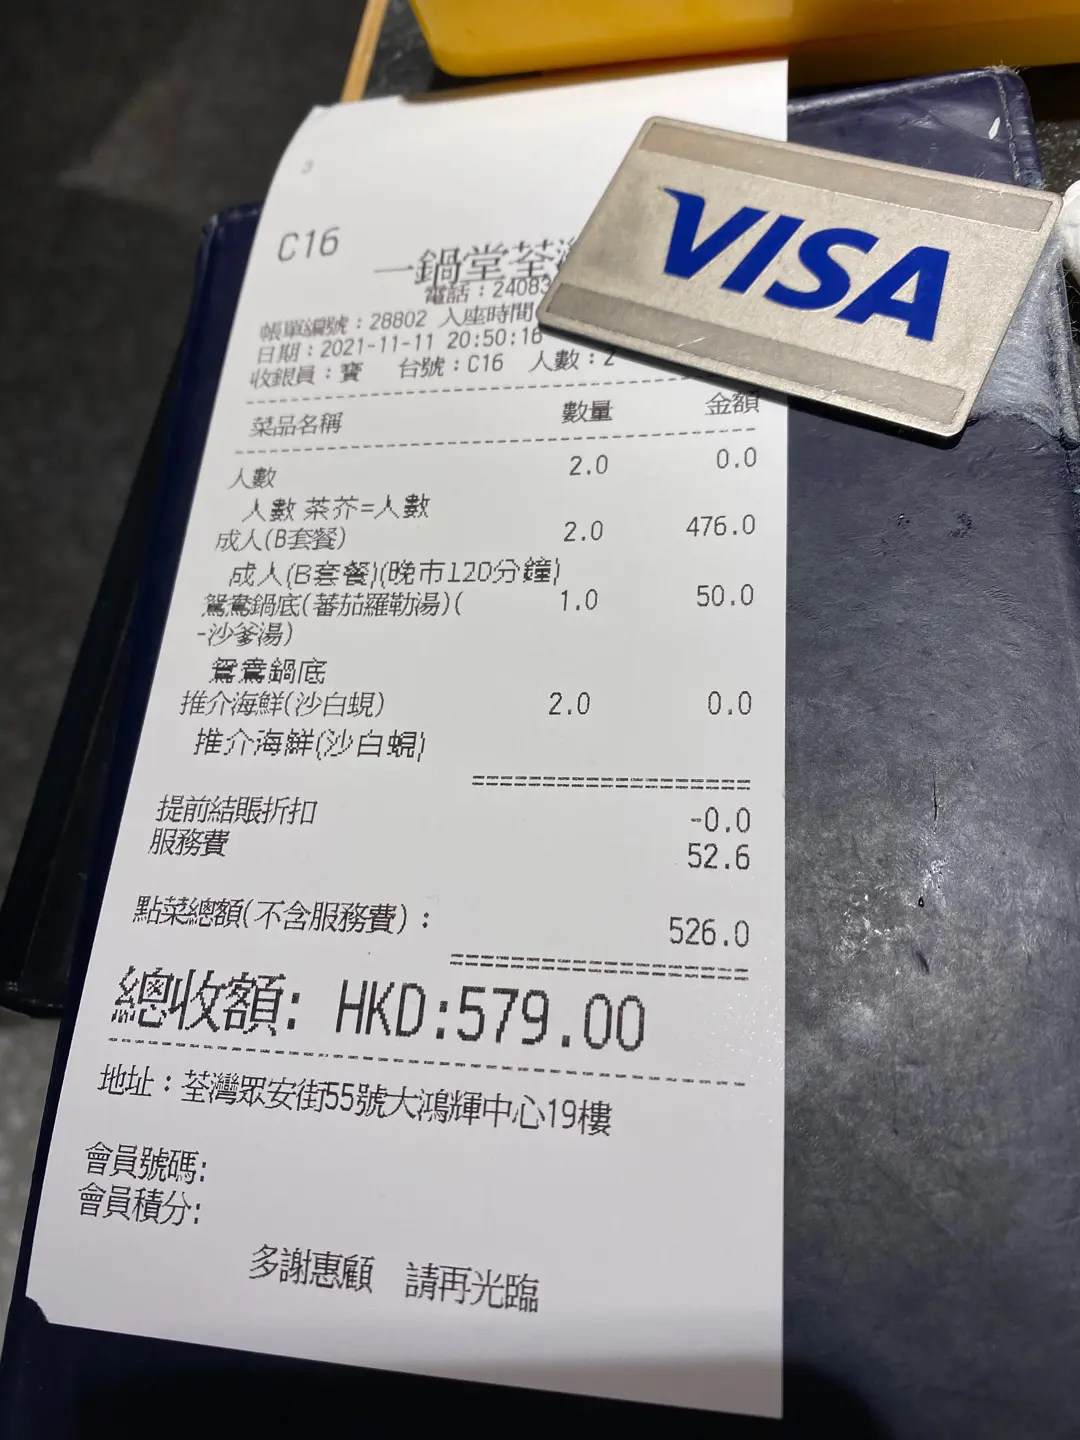 3
C16
一鍋堂荃灣
電話：24083
帳單編號：28802 入座時間
日期：2021-11-11 20:50:16
收銀員：寶 台號：C16 人數：2
菜品名稱 數量 金額
人數 2.0 0.0
人數 茶芥=人數
成人(B套餐) 2.0 476.0
成人(B套餐)(晚市120分鐘)
鴛鴦鍋底(蕃茄羅勒湯)( 1.0 50.0
-沙爹湯)
鴛鴦鍋底
推介海鮮(沙白蜆) 2.0 0.0
推介海鮮(沙白蜆)
提前結賬折扣 -0.0
服務費 52.6
點菜總額(不含服務費)： 526.0
總收額: HKD:579.00
地址：荃灣眾安街55號大鴻輝中心19樓
會員號碼:
會員積分:
多謝惠顧 請再光臨
VISA